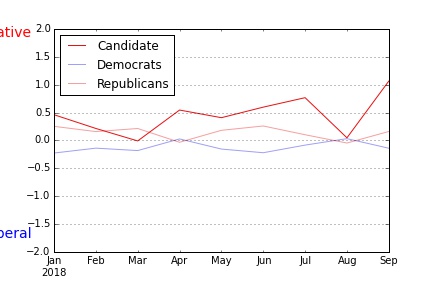 ative
2.0
1.5
1.0
0.5
0.0
−0.5
−1.0
−1.5
−2.0
Candidate
Democrats
Republicans
beral
Jan Feb Mar Apr May Jun Jul Aug Sep
2018